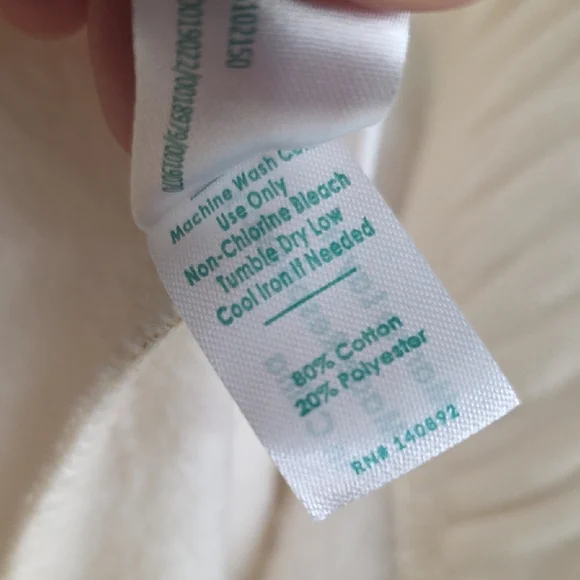 102150
Machine Wash
Use Only
Non-Chlorine Bleach
Tumble Dry Low
Cool Iron If Needed
80% Cotton
20% Polyester
RN# 140892